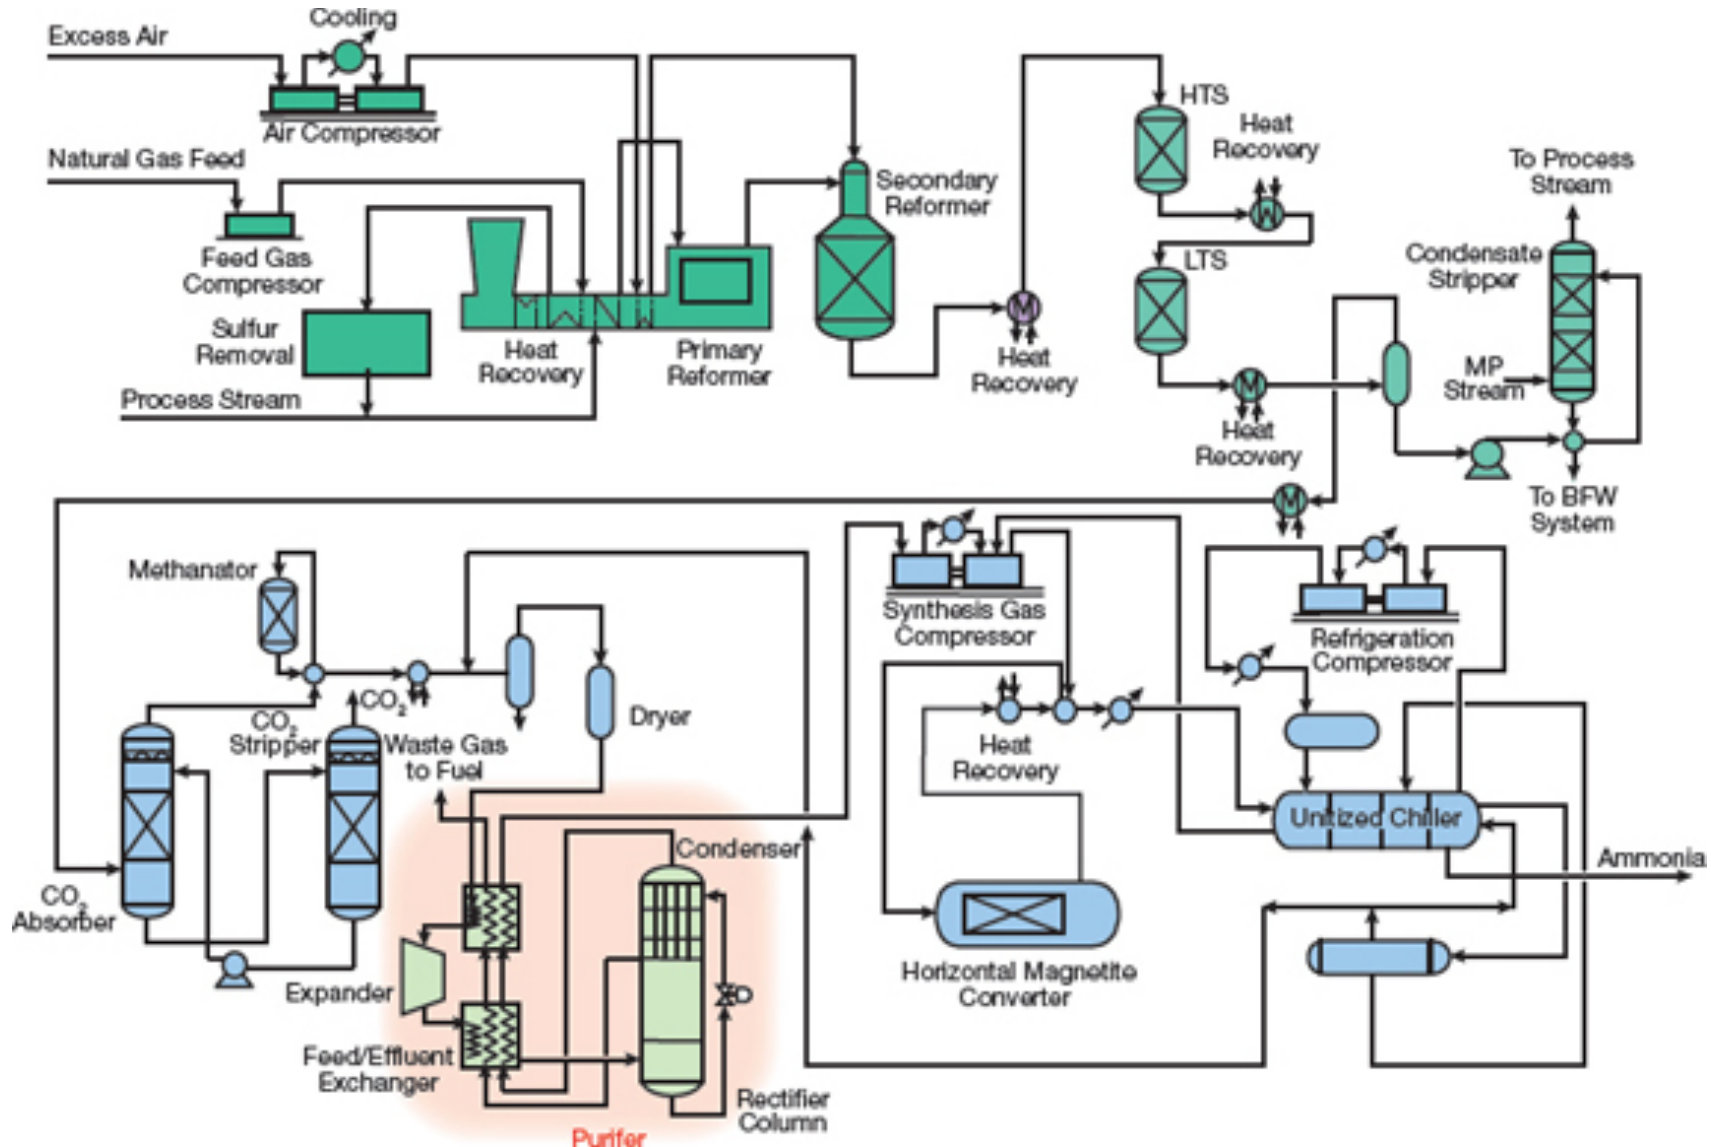 Cooling
Excess Air
Air Compressor
Natural Gas Feed
Feed Gas
Compressor
Sulfur
Removal
Process Stream
Heat
Recovery
Primary
Reformer
Secondary
Reformer
Heat
Recovery
HTS
Heat
Recovery
LTS
Heat
Recovery
To Process
Stream
Condensate
Stripper
MP
Stream
To BFW
System
Methanator
CO2
CO2
Stripper
CO2
Absorber
Waste Gas
to Fuel
Dryer
Synthesis Gas
Compressor
Refrigeration
Compressor
Heat
Recovery
Unitized Chiller
Ammonia
Condenser
Expander
Feed/Effluent
Exchanger
Rectifier
Column
Purifer
Horizontal Magnetite
Converter